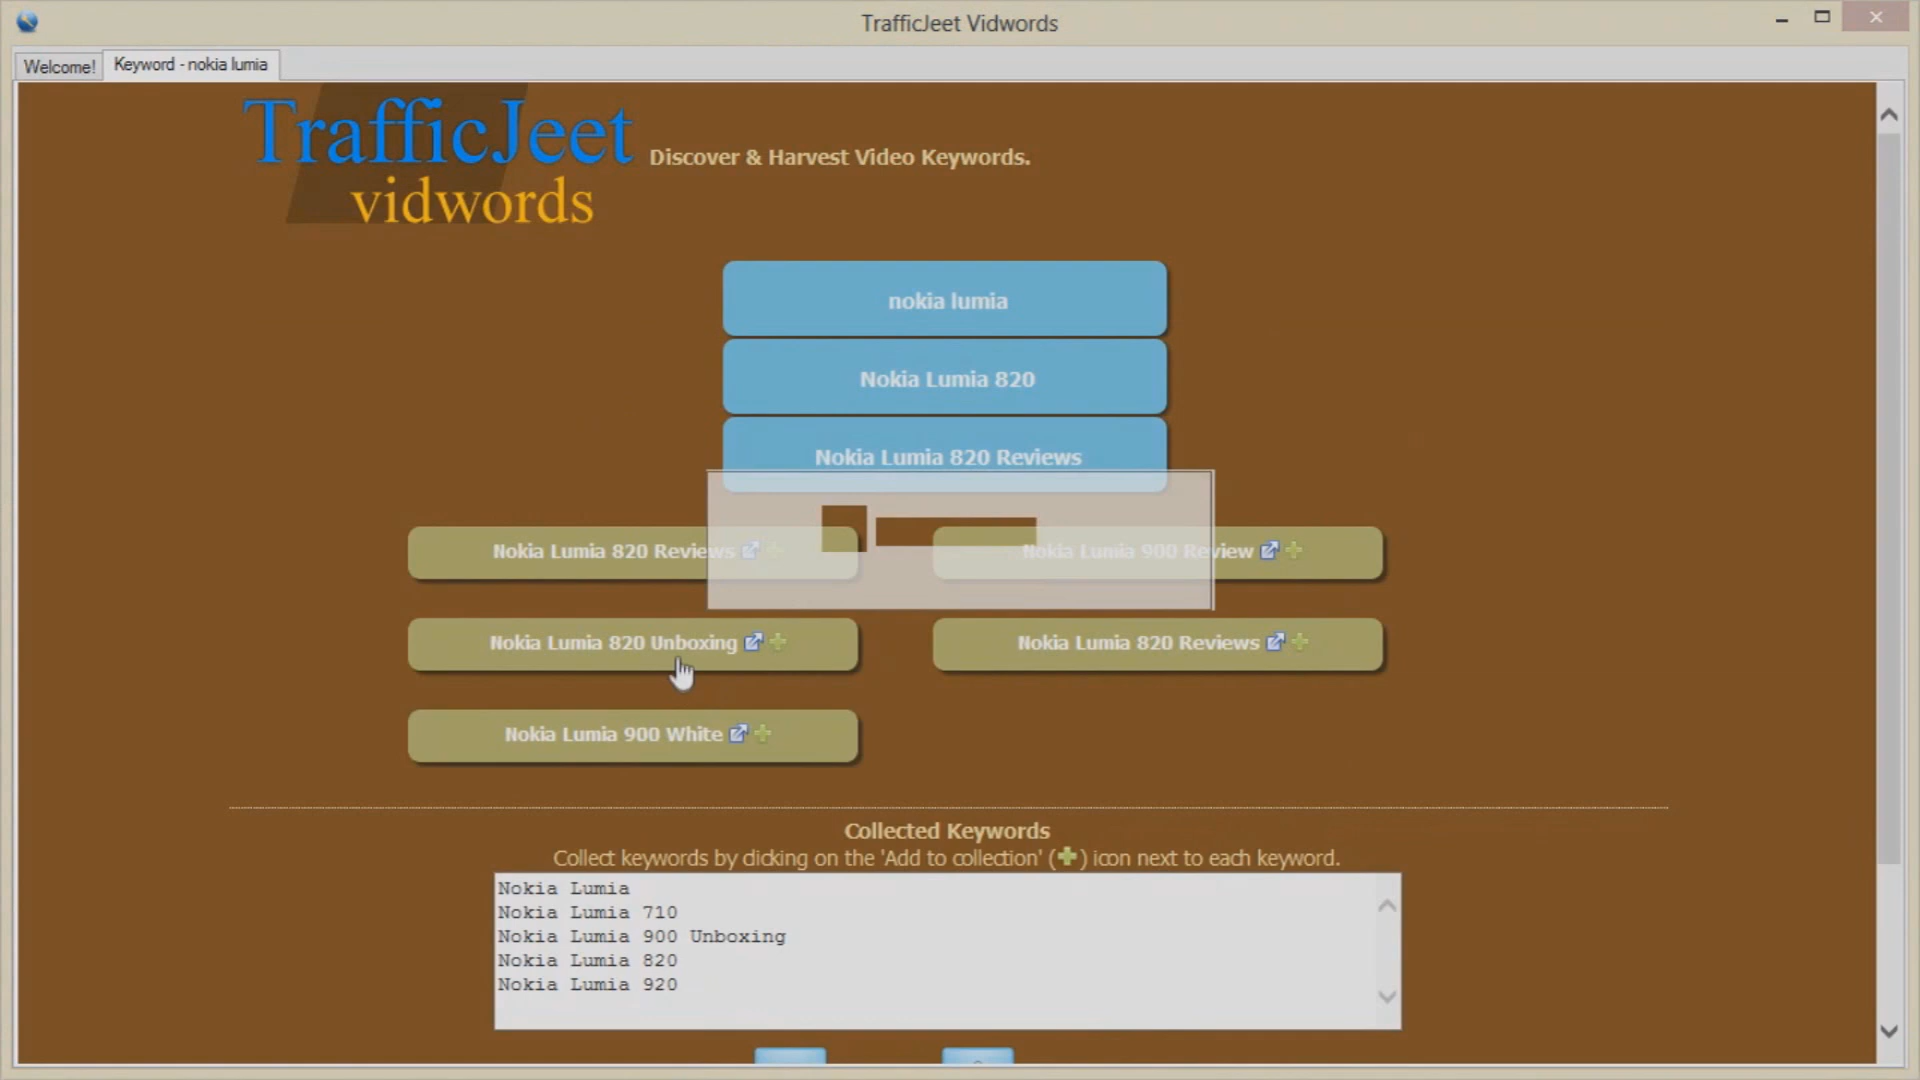 TrafficJeet Vidwords
Welcome!
Keyword - nokia lumia
TrafficJeet
vidwords
Discover & Harvest Video Keywords.
nokia lumia
Nokia Lumia 820
Nokia Lumia 820 Reviews
Nokia Lumia 820 Reviews
Nokia Lumia 900 Review
Nokia Lumia 820 Unboxing
Nokia Lumia 820 Reviews
Nokia Lumia 900 White
Collected Keywords
Collect keywords by clicking on the 'Add to collection' (+) icon next to each keyword.
Nokia Lumia
Nokia Lumia 710
Nokia Lumia 900 Unboxing
Nokia Lumia 820
Nokia Lumia 920